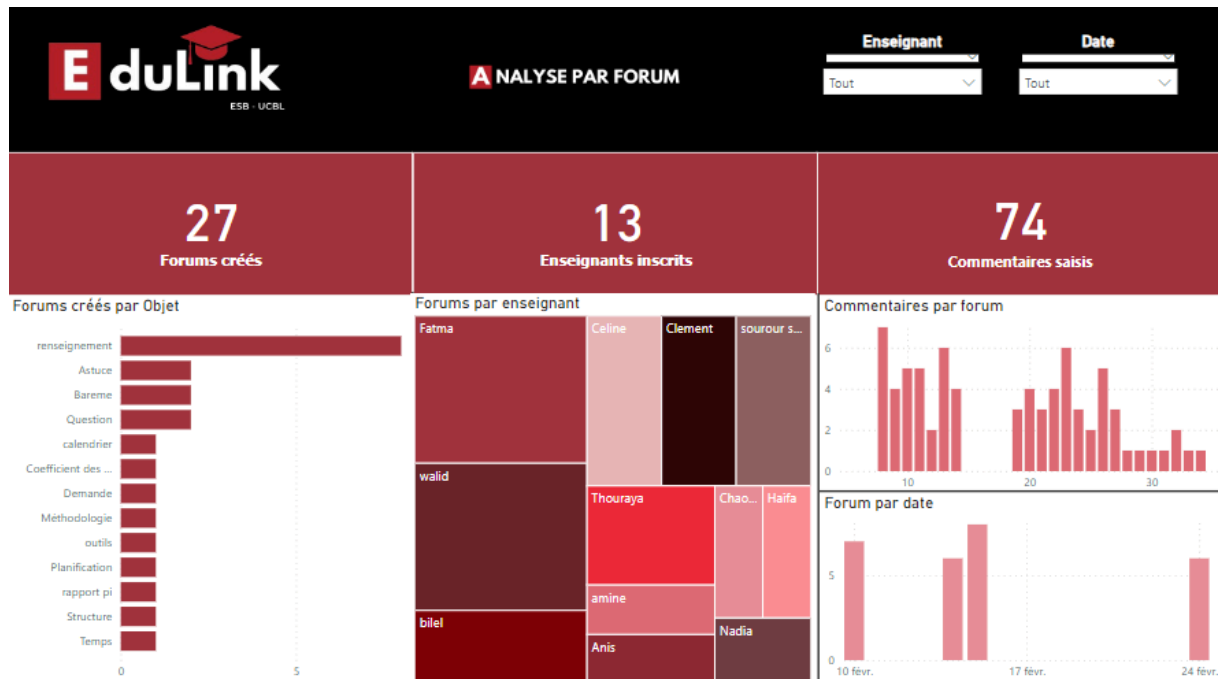 EduLink
ESB - UCBL
ANALYSE PAR FORUM
Enseignant
Tout
Date
Tout
27
Forums créés
13
Enseignants inscrits
74
Commentaires saisis
Forums créés par Objet
renseignement
Astuce
Bareme
Question
calendrier
Coefficient des ...
Demande
Méthodologie
outils
Planification
rapport pi
Structure
Temps
0 5
Forums par enseignant
Fatma
walid
bilel
Celine
Clement
sourour s...
Thouraya
Chao...
Haifa
amine
Anis
Nadia
Commentaires par forum
6
4
2
0
10 20 30
Forum par date
5
0
10 févr. 17 févr. 24 févr.